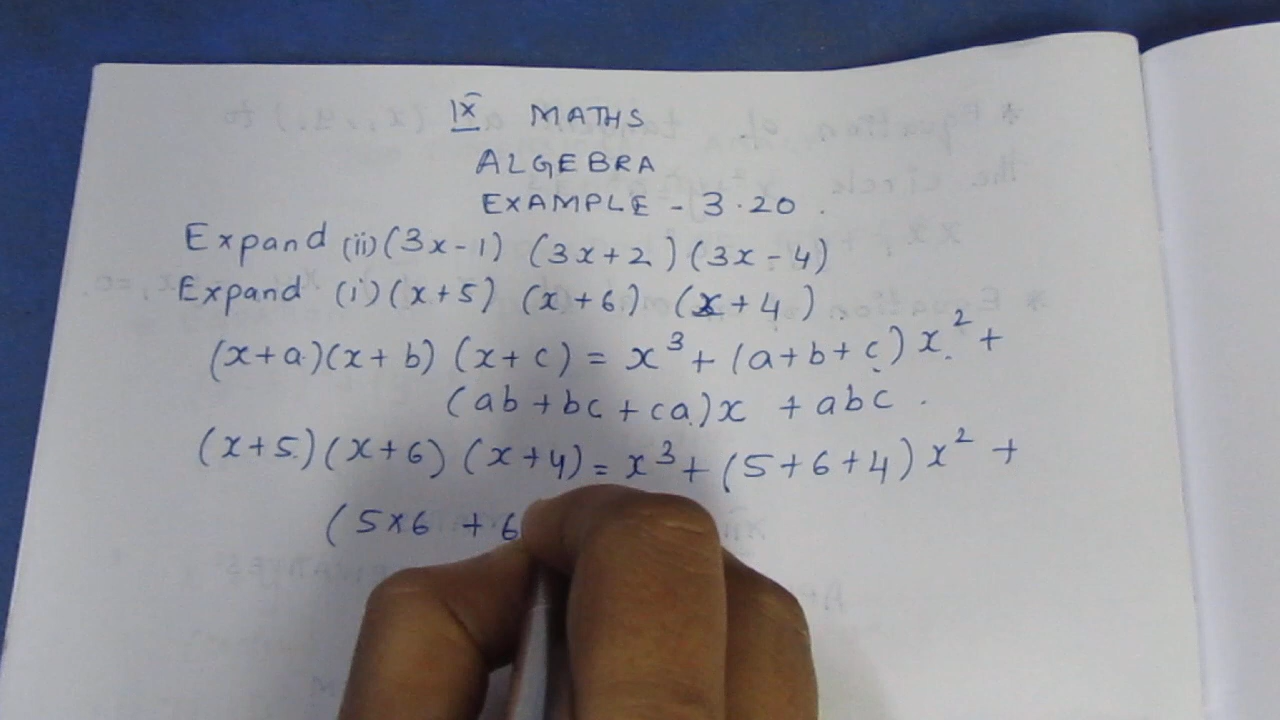 IX MATHS
ALGEBRA
EXAMPLE - 3.20.
Expand (ii) (3x-1) (3x+2) (3x-4)
Expand (i) (x+5) (x+6) (x+4).
(x+a)(x+b) (x+c) = x³ + (a+b+c) x² +
(ab+bc+ca)x + abc.
(x+5)(x+6) (x+4) = x³ + (5+6+4) x² +
(5×6 + 6